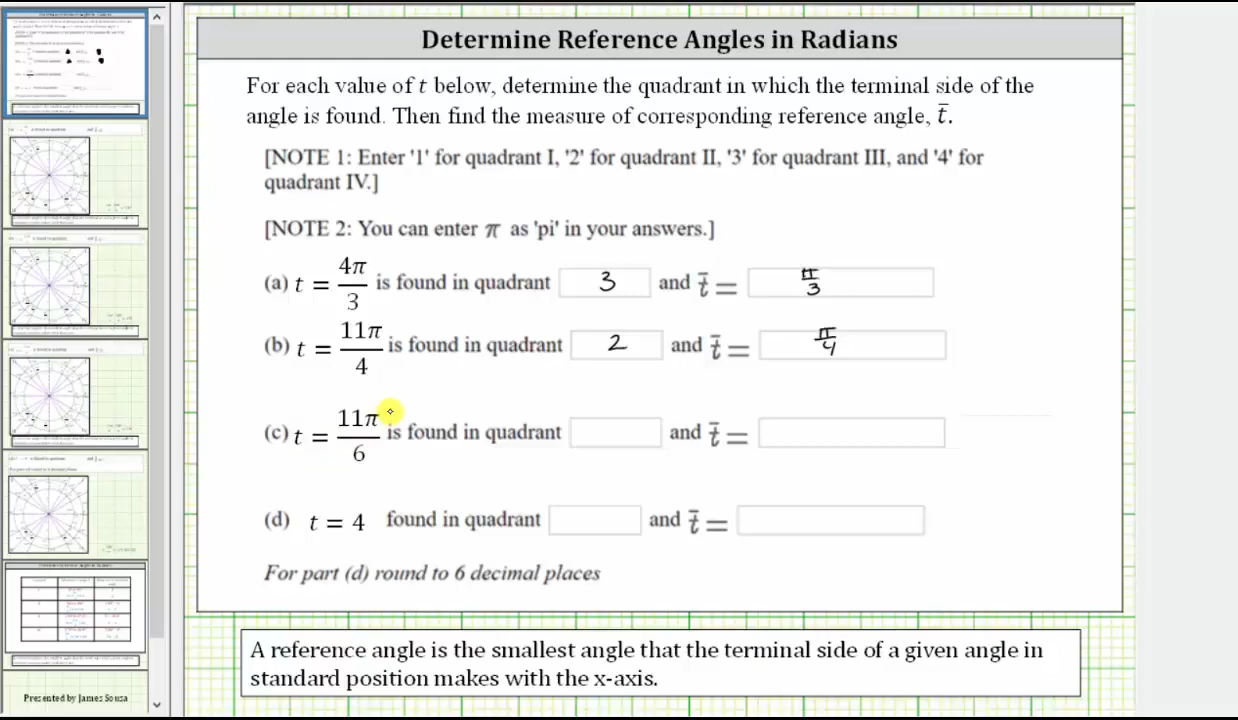 Determine Reference Angles in Radians
For each value of t below, determine the quadrant in which the terminal side of the
angle is found. Then find the measure of corresponding reference angle, t̄.
[NOTE 1: Enter '1' for quadrant I, '2' for quadrant II, '3' for quadrant III, and '4' for
quadrant IV.]
[NOTE 2: You can enter π as 'pi' in your answers.]
(a) t = 4π/3 is found in quadrant 3 and t̄ = π/3
(b) t = 11π/4 is found in quadrant 2 and t̄ = π/4
(c) t = 11π/6 is found in quadrant and t̄ =
(d) t = 4 found in quadrant and t̄ =
For part (d) round to 6 decimal places
A reference angle is the smallest angle that the terminal side of a given angle in
standard position makes with the x-axis.
Presented by James Sousa